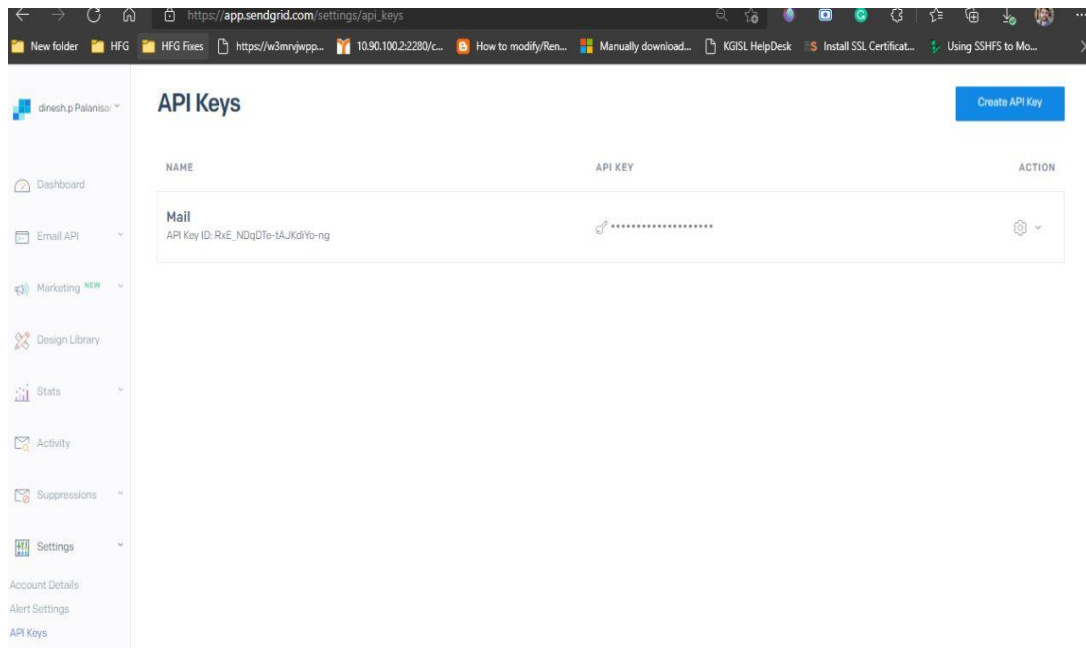 https://app.sendgrid.com/settings/api_keys
New folder HFG HFG Fixes https://w3mrvjwpp... 10.90.100.2:2280/c... How to modify/Ren... Manually download... KGISL HelpDesk Install SSL Certificat... Using SSHFS to Mo...
dinesh.p Palanisar
API Keys
Create API Key
NAME API KEY ACTION
Mail
API Key ID: RxE_NDqDTe-tAJKdiYo-ng
Dashboard
Email API
Marketing NEW
Design Library
Stats
Activity
Suppressions
Settings
Account Details
Alert Settings
API Keys